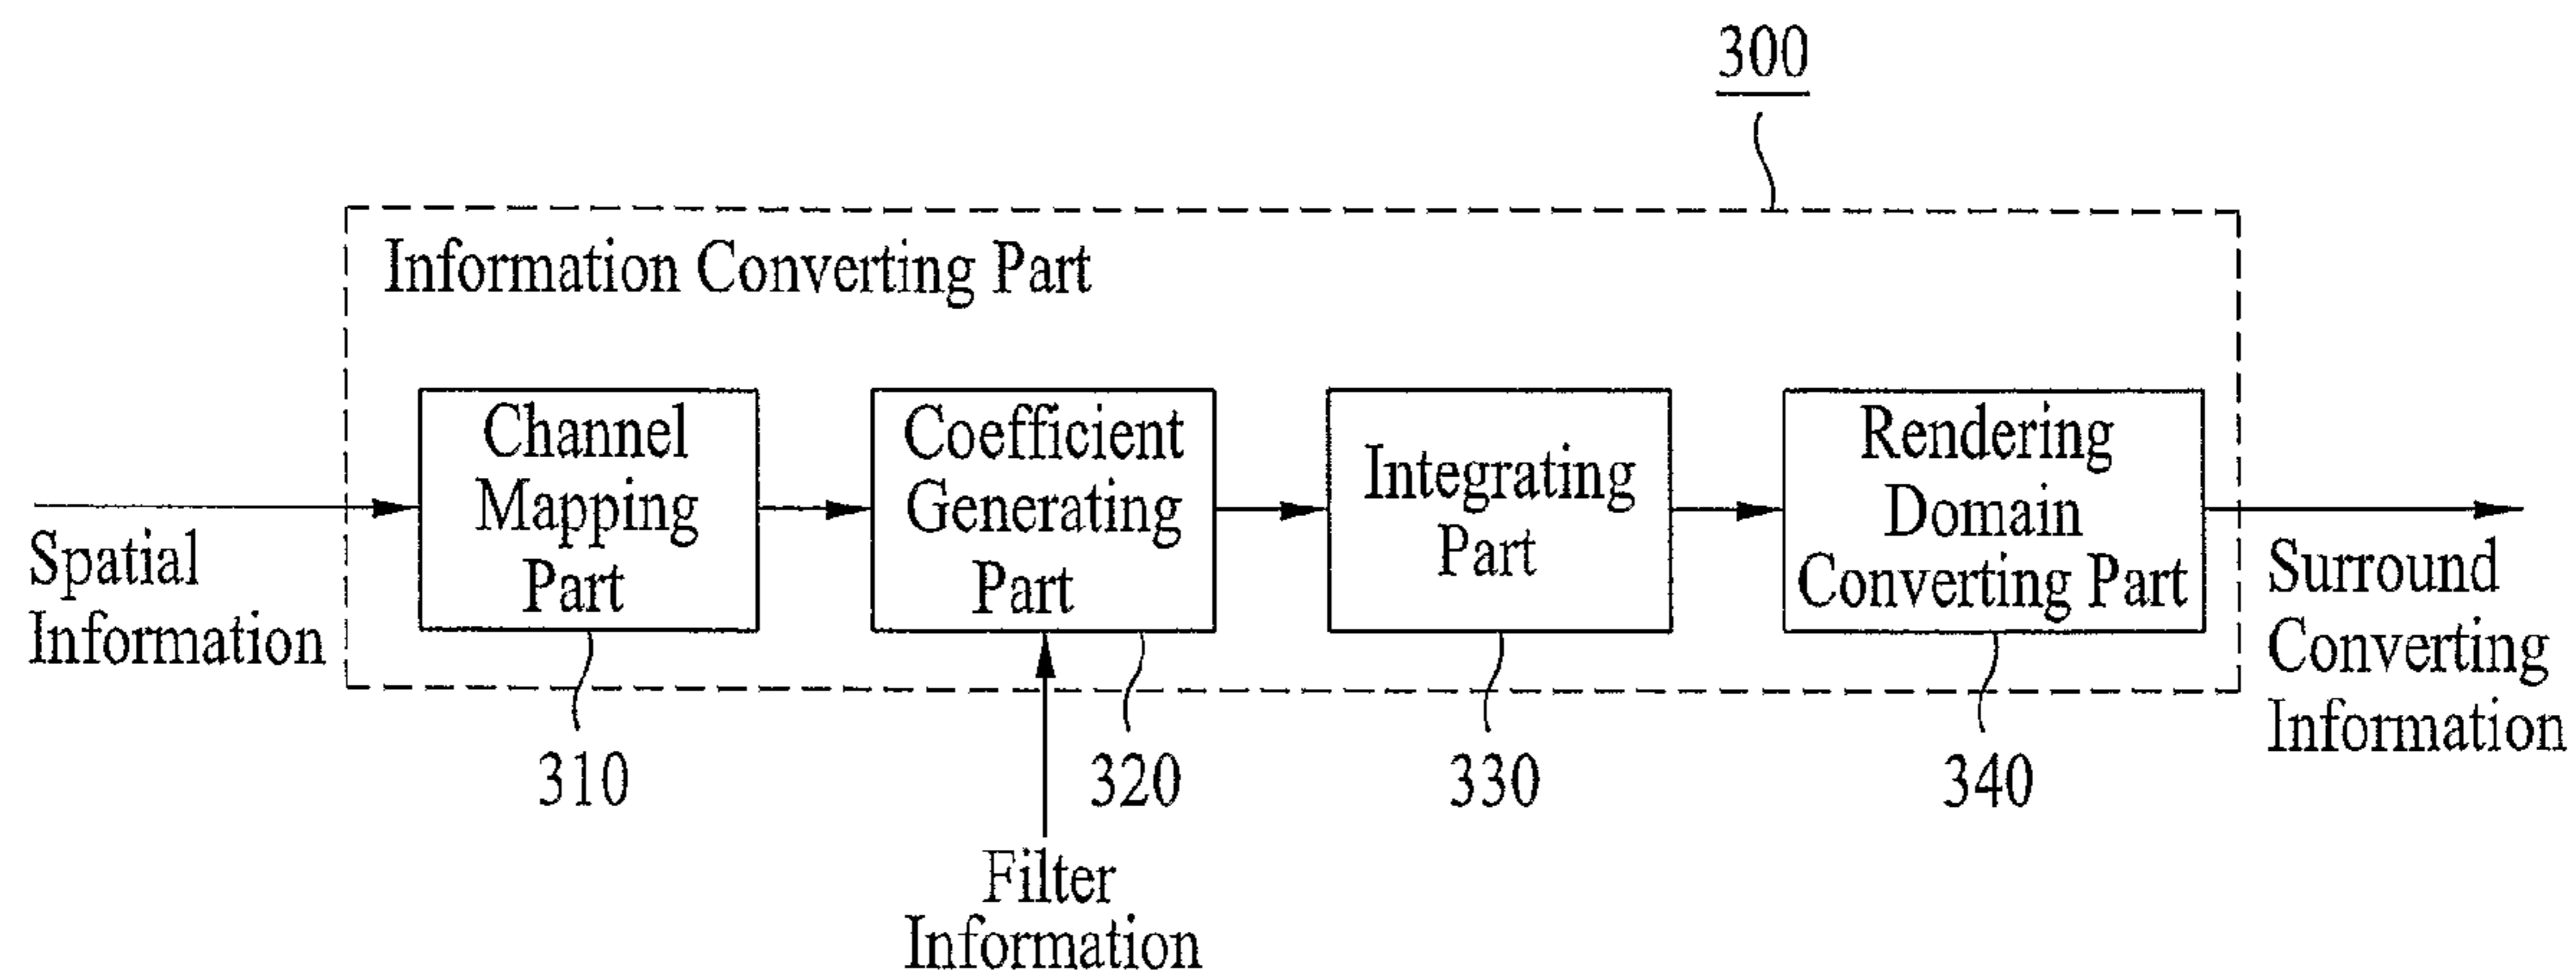 300
Information Converting Part
Channel
Mapping
Part
Coefficient
Generating
Part
Integrating
Part
Rendering
Domain
Converting Part
Spatial
Information
Surround
Converting
Information
310
320
330
340
Filter
Information